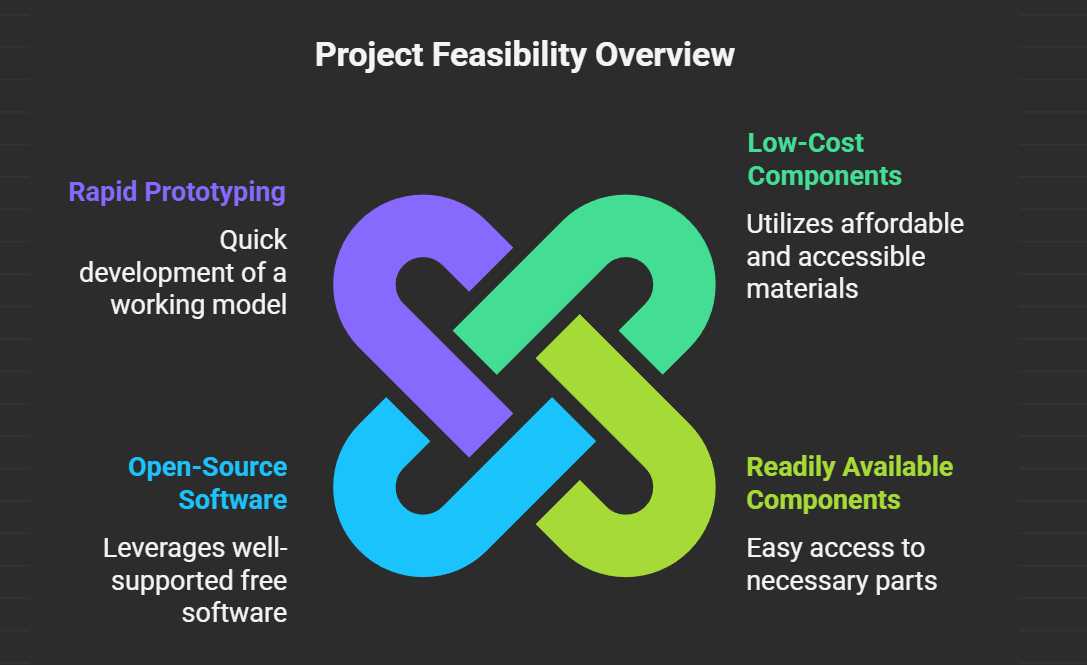 Project Feasibility Overview
Rapid Prototyping
Quick
development of a
working model
Low-Cost
Components
Utilizes affordable
and accessible
materials
Open-Source
Software
Leverages well-
supported free
software
Readily Available
Components
Easy access to
necessary parts